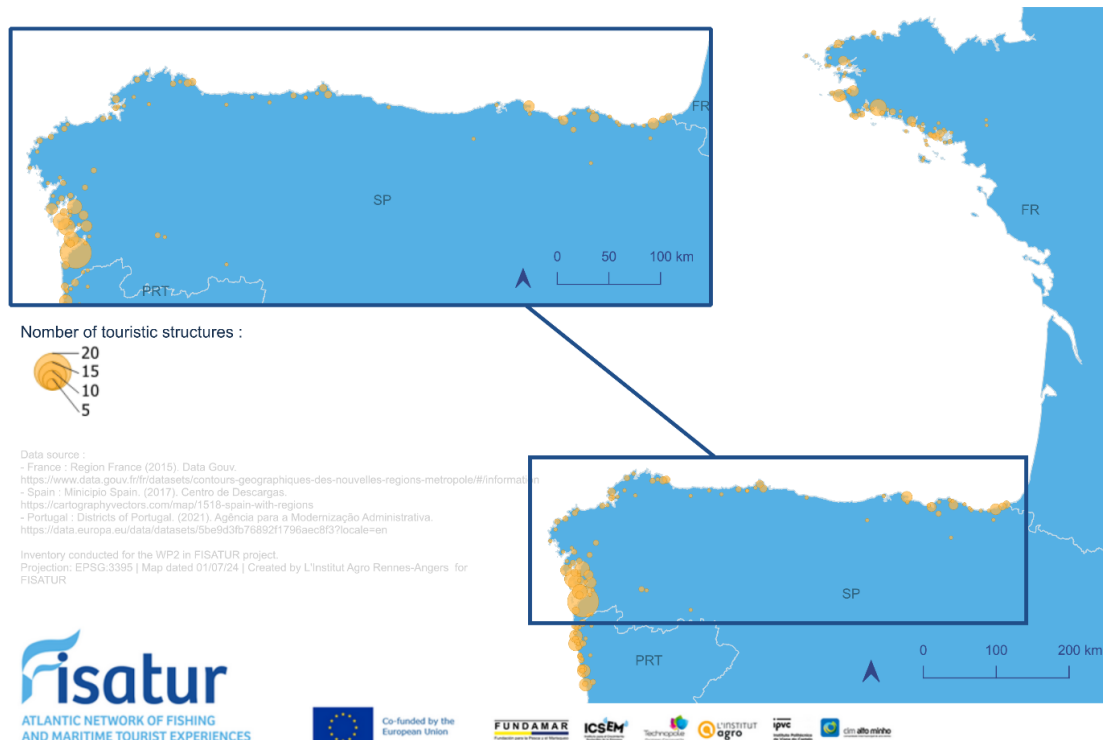 FR
SP
PRT
0 50 100 km
FR
Nomber of touristic structures :
20
15
10
5
Data source :
- France : Region France (2015). Data Gouv.
https://www.data.gouv.fr/fr/datasets/contours-geographiques-des-nouvelles-regions-metropole/#/information
- Spain : Minicipio Spain. (2017). Centro de Descargas.
https://cartographyvectors.com/map/1516-spain-with-regions
- Portugal : Districts of Portugal. (2021). Agência para a Modernização Administrativa.
https://data.europa.eu/data/datasets/5be9d3fb76892f1796aec8f3?locale=en
Inventory conducted for the WP2 in FISATUR project.
Projection: EPSG:3395 | Map dated 01/07/24 | Created by L'Institut Agro Rennes-Angers for
FISATUR
SP
PRT
0 100 200 km
Fisatur
ATLANTIC NETWORK OF FISHING
AND MARITIME TOURIST EXPERIENCES
Co-funded by the
European Union
FUNDAMAR
ICSEM
Technopole
L'INSTITUT
agro
ipvc
cim alto minho